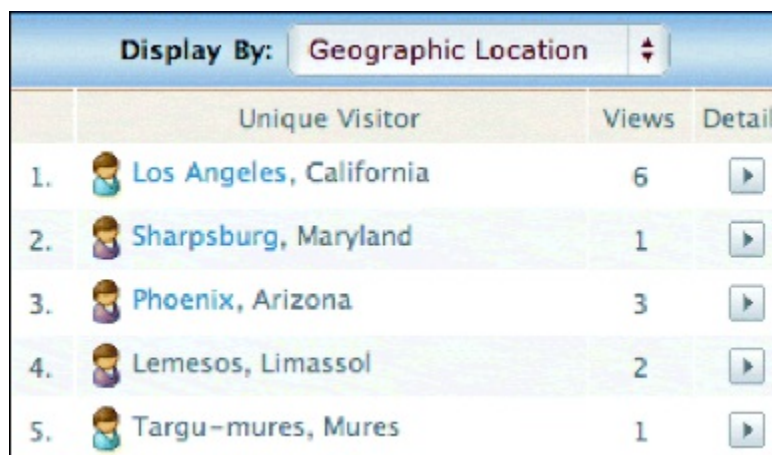 Display By: Geographic Location
Unique Visitor Views Detail
1. Los Angeles, California 6
2. Sharpsburg, Maryland 1
3. Phoenix, Arizona 3
4. Lemesos, Limassol 2
5. Targu-mures, Mures 1